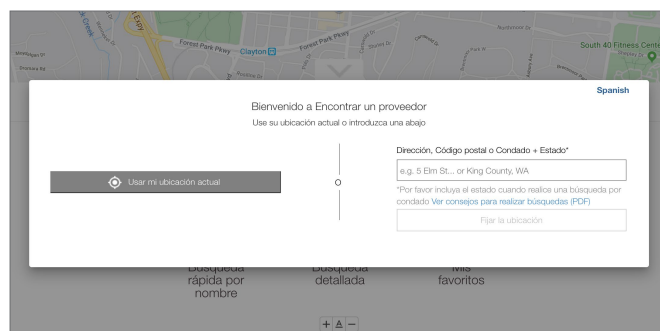 Forest Park Pkwy
Clayton
Forest Park Pkwy
South 40 Fitness Cente
Spanish
Bienvenido a Encontrar un proveedor
Use su ubicación actual o introduzca una abajo
Usar mi ubicación actual
O
Dirección, Código postal o Condado + Estado*
e.g. 5 Elm St... or King County, WA
*Por favor incluya el estado cuando realice una búsqueda por
condado Ver consejos para realizar búsquedas (PDF)
Fijar la ubicación
Búsqueda
rápida por
nombre
Búsqueda
detallada
Mis
favoritos
+ A −